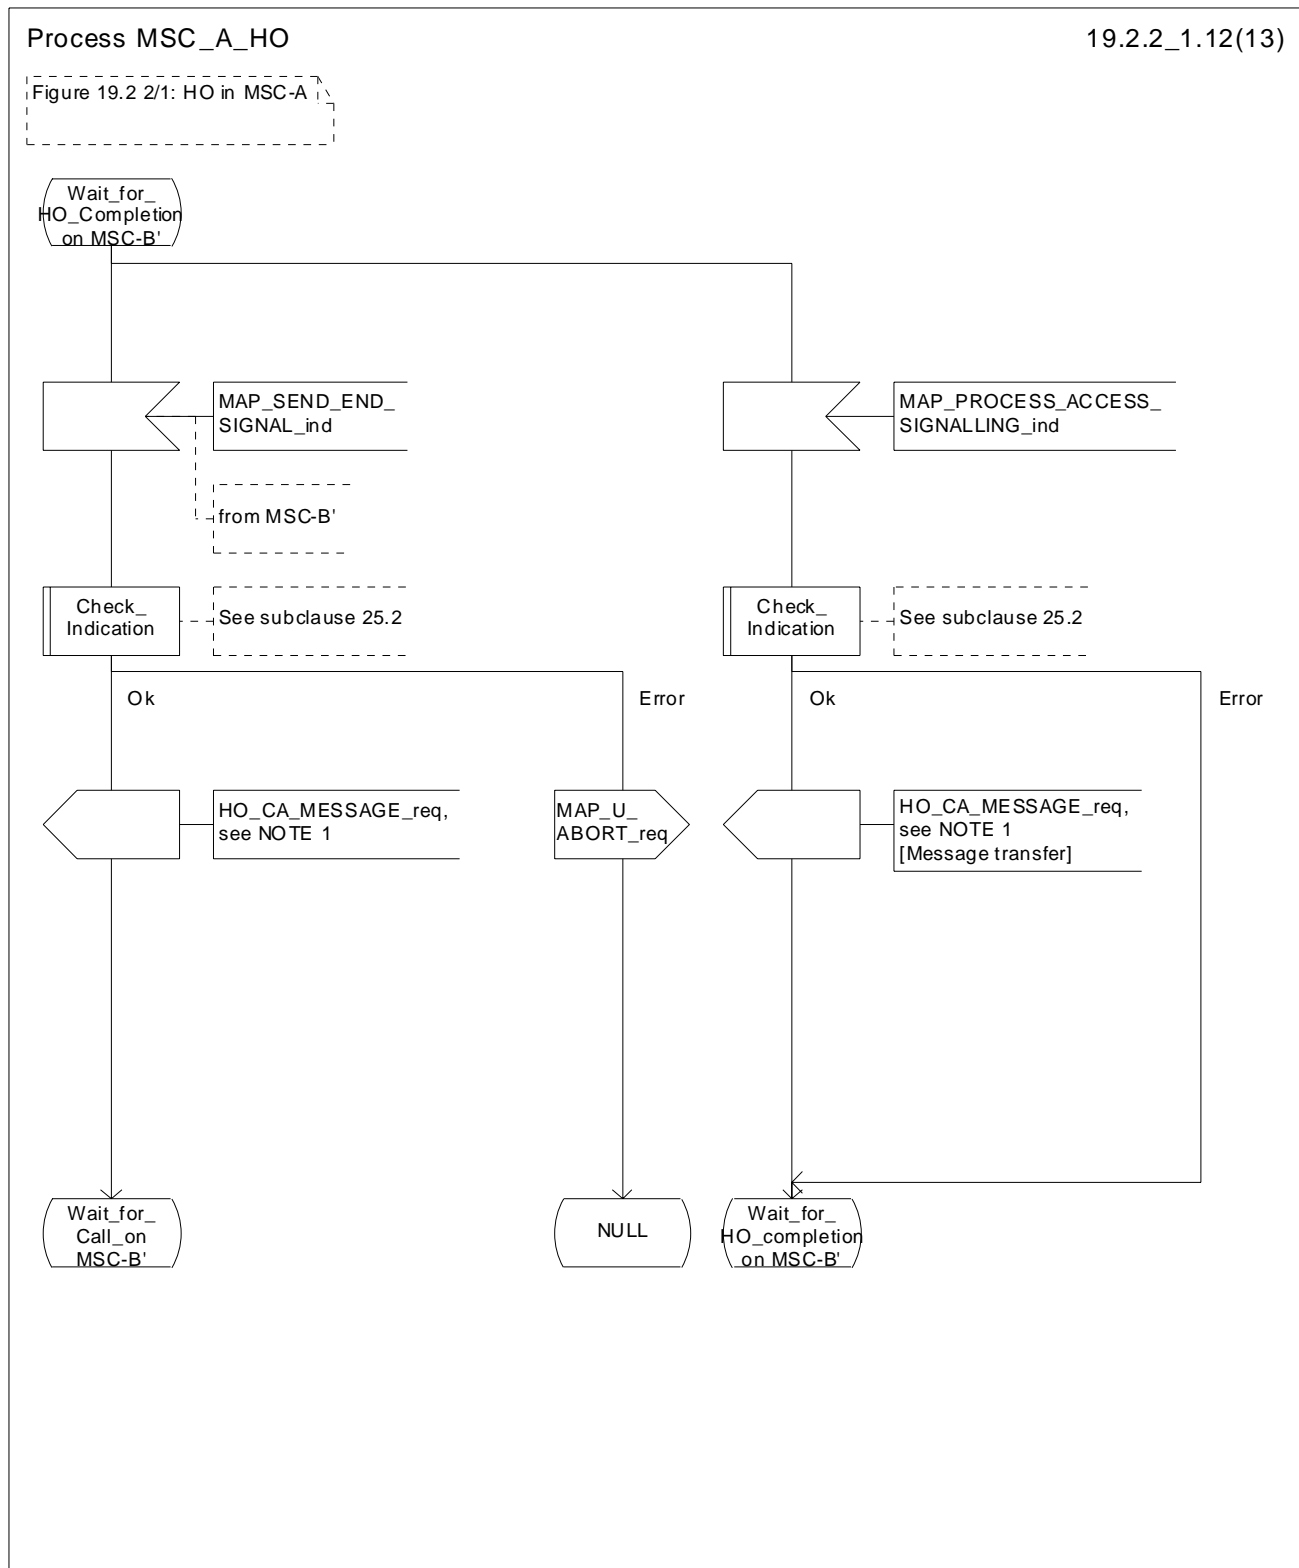 Process MSC_A_HO
19.2.2_1.12(13)
Figure 19.2 2/1: HO in MSC-A
Wait_for_
HO_Completion
on MSC-B'
MAP_SEND_END_
SIGNAL_ind
MAP_PROCESS_ACCESS_
SIGNALLING_ind
from MSC-B'
Check_
Indication
See subclause 25.2
Check_
Indication
See subclause 25.2
Ok
Error
Ok
Error
HO_CA_MESSAGE_req,
see NOTE 1
MAP_U_
ABORT_req
HO_CA_MESSAGE_req,
see NOTE 1
[Message transfer]
Wait_for_
Call_on
MSC-B'
NULL
Wait_for_
HO_completion
on MSC-B'